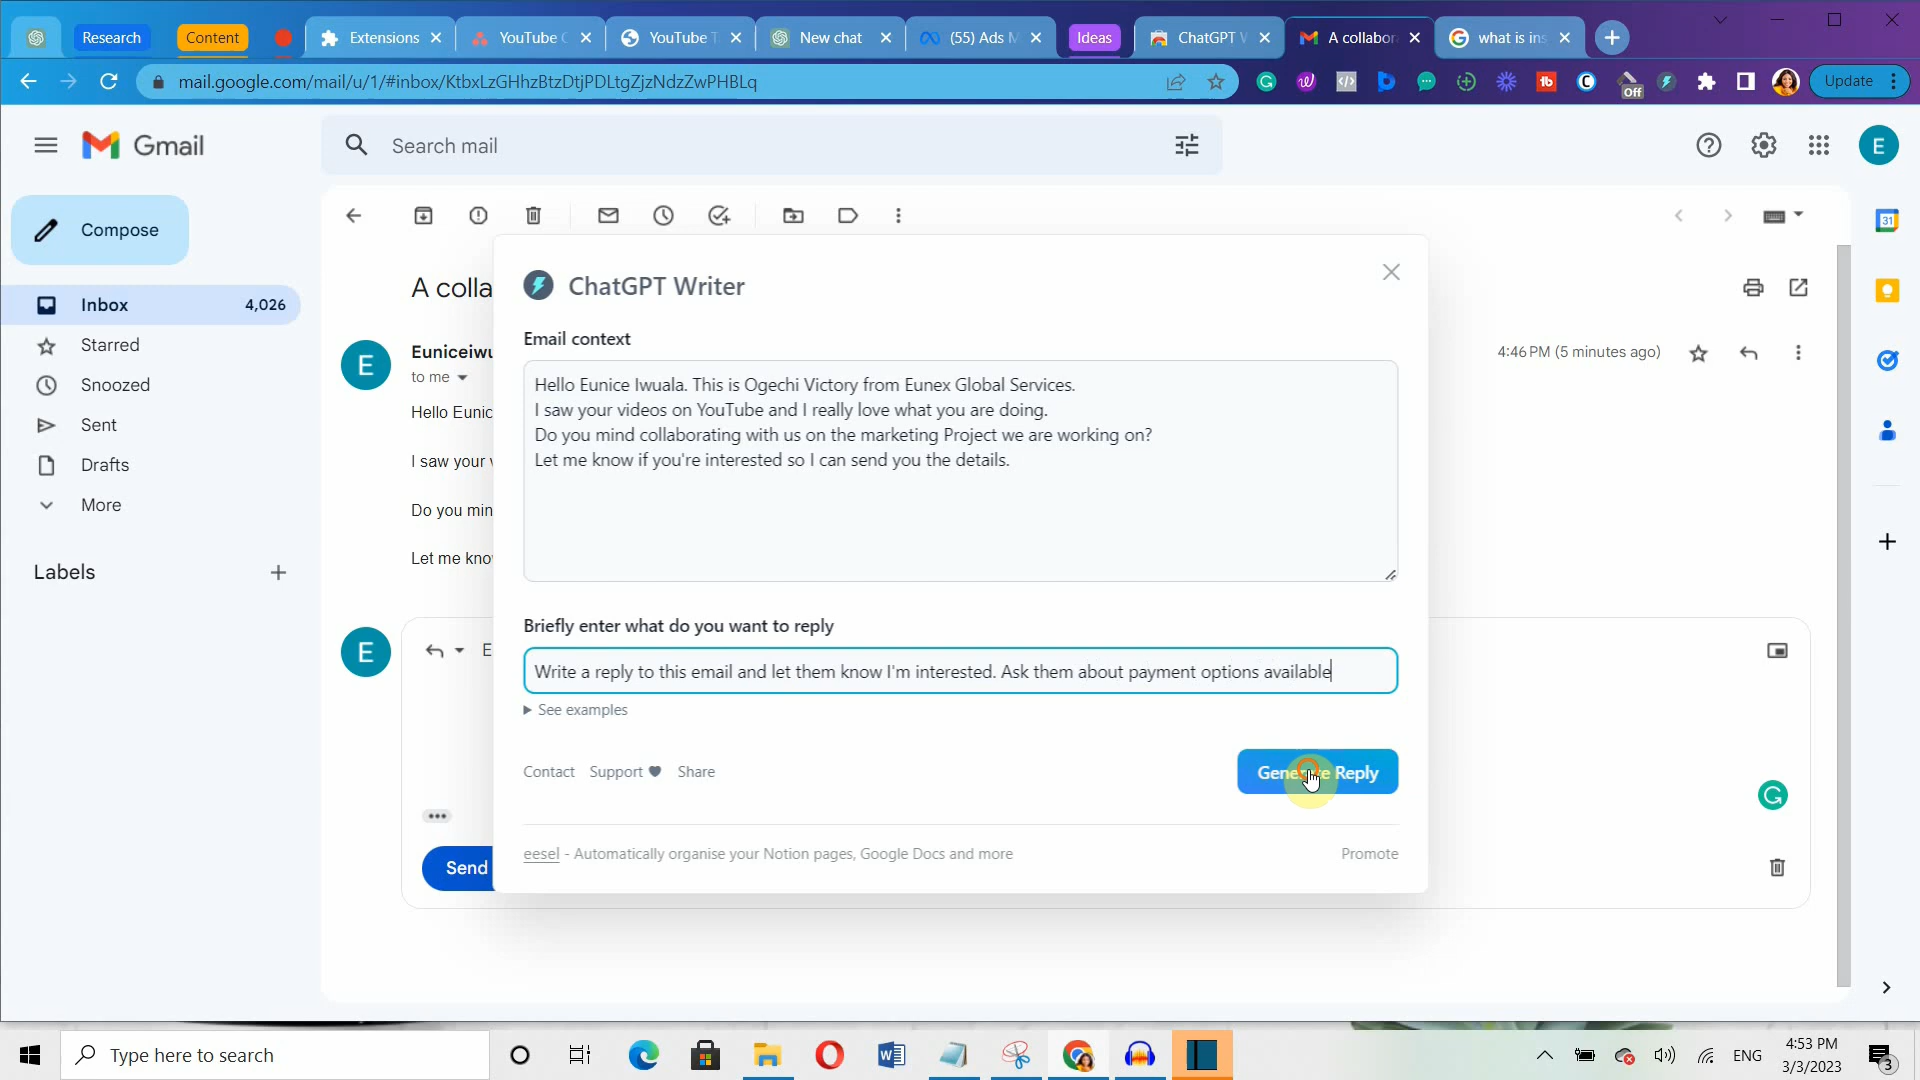 Research
Content
Extensions
YouTube C
YouTube T
New chat
(55) Ads M
Ideas
ChatGPT W
A collabor
what is ins
mail.google.com/mail/u/1/#inbox/KtbxLzGHhzBtzDtjPDLtgZjzNdzZwPHBLq
Off
Update
Gmail
Search mail
E
Compose
31
Inbox 4,026
Starred
Snoozed
Sent
Drafts
More
Labels
A colla
E
Euniceiwu
to me
4:46 PM (5 minutes ago)
Hello Eunic
I saw your
Do you min
Let me kno
ChatGPT Writer
Email context
Hello Eunice Iwuala. This is Ogechi Victory from Eunex Global Services.
I saw your videos on YouTube and I really love what you are doing.
Do you mind collaborating with us on the marketing Project we are working on?
Let me know if you're interested so I can send you the details.
Briefly enter what do you want to reply
Write a reply to this email and let them know I'm interested. Ask them about payment options available
See examples
Contact Support Share
Generate Reply
eesel - Automatically organise your Notion pages, Google Docs and more
Promote
E
E
Send
Type here to search
ENG
4:53 PM
3/3/2023
3